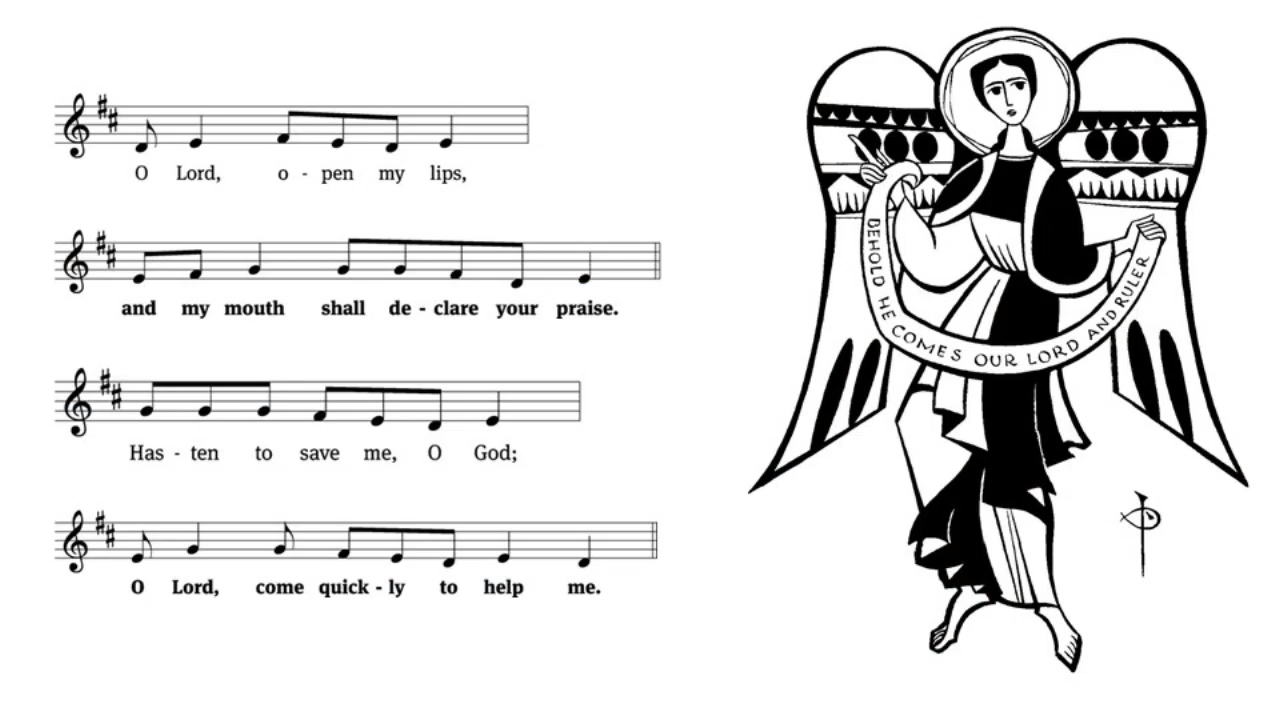 O Lord, o - pen my lips,
and my mouth shall de - clare your praise.
Has - ten to save me, O God;
O Lord, come quick - ly to help me.
BEHOLD HE COMES OUR LORD AND RULER